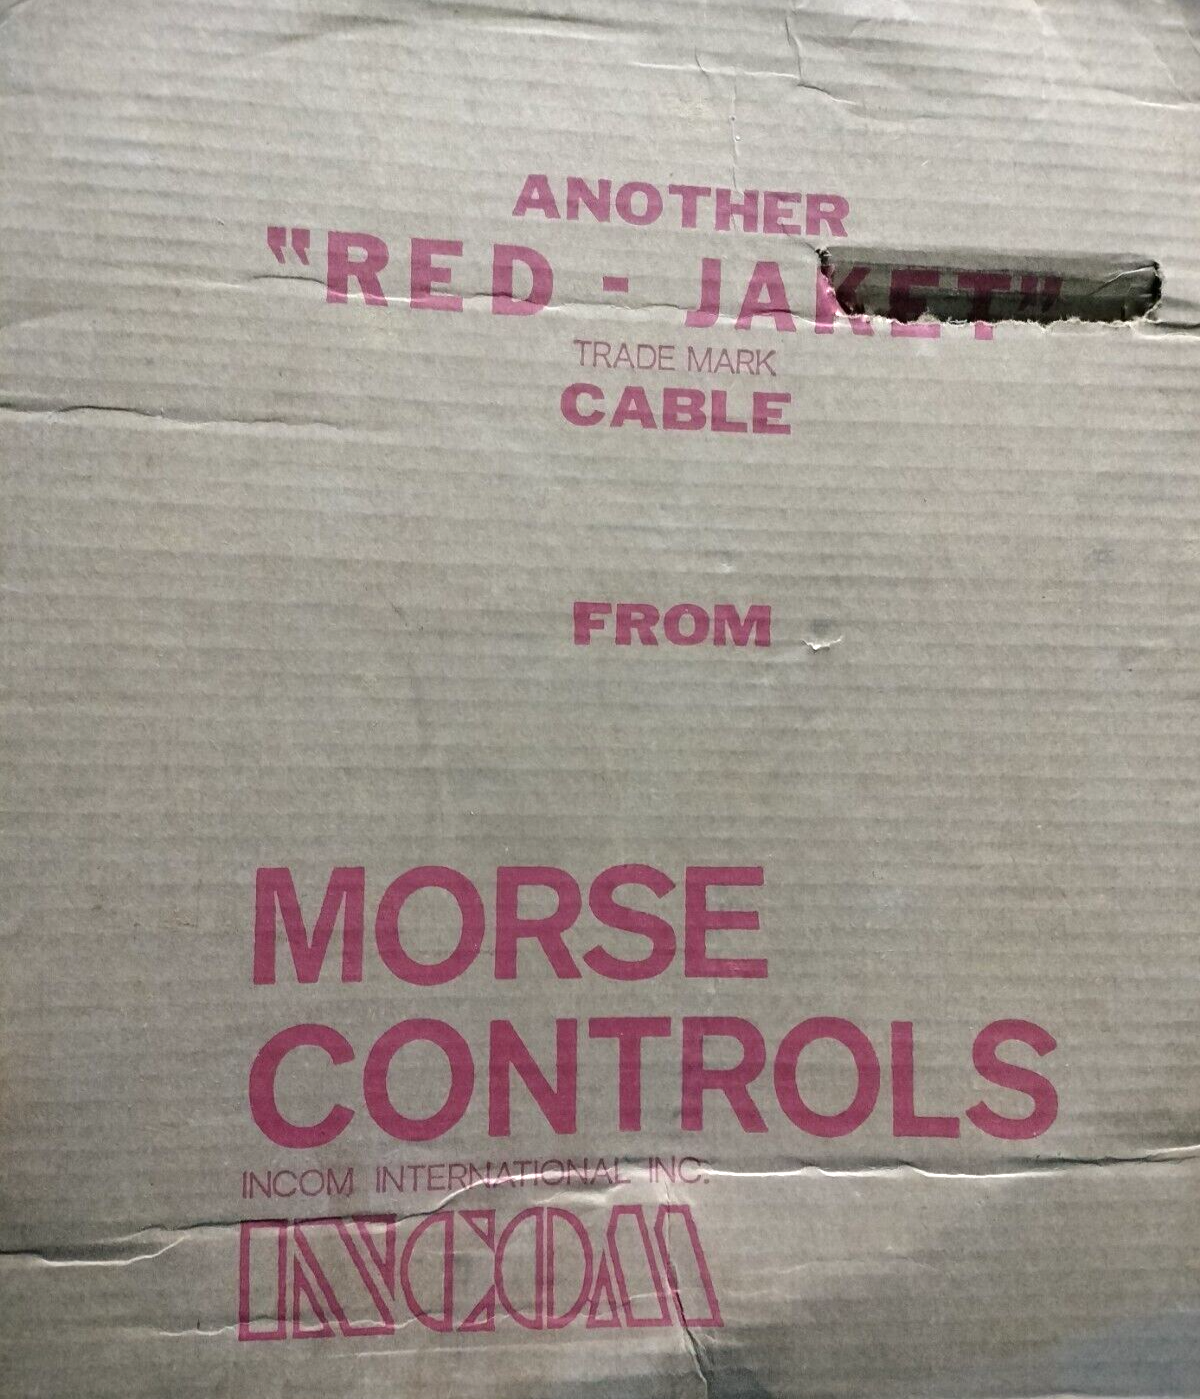 ANOTHER
"RED - JAKET"
TRADE MARK
CABLE
FROM
MORSE
CONTROLS
INCOM INTERNATIONAL INC.
INCOM